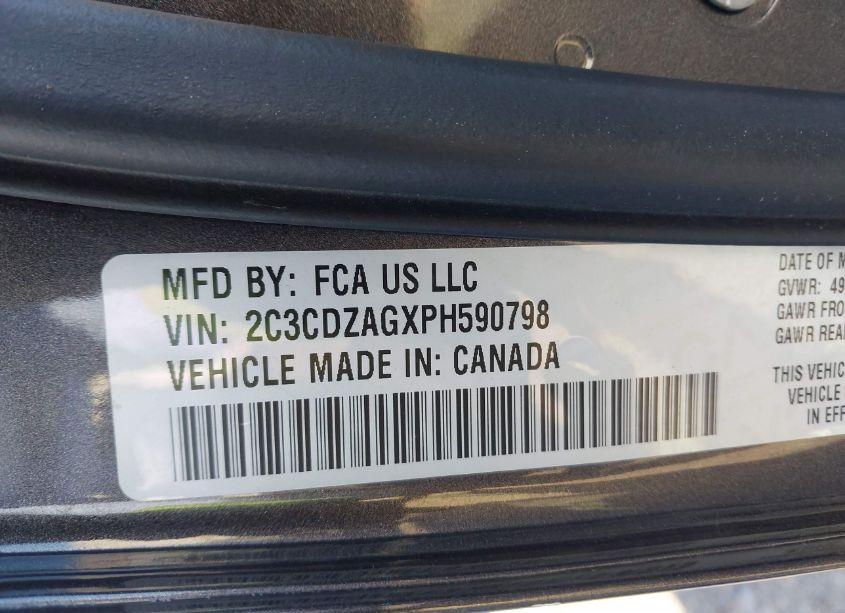 MFD BY: FCA US LLC
VIN: 2C3CDZAGXPH590798
VEHICLE MADE IN: CANADA
DATE OF M
GVWR: 49
GAWR FRO
GAWR REAR
THIS VEHIC
VEHICLE
IN EFF